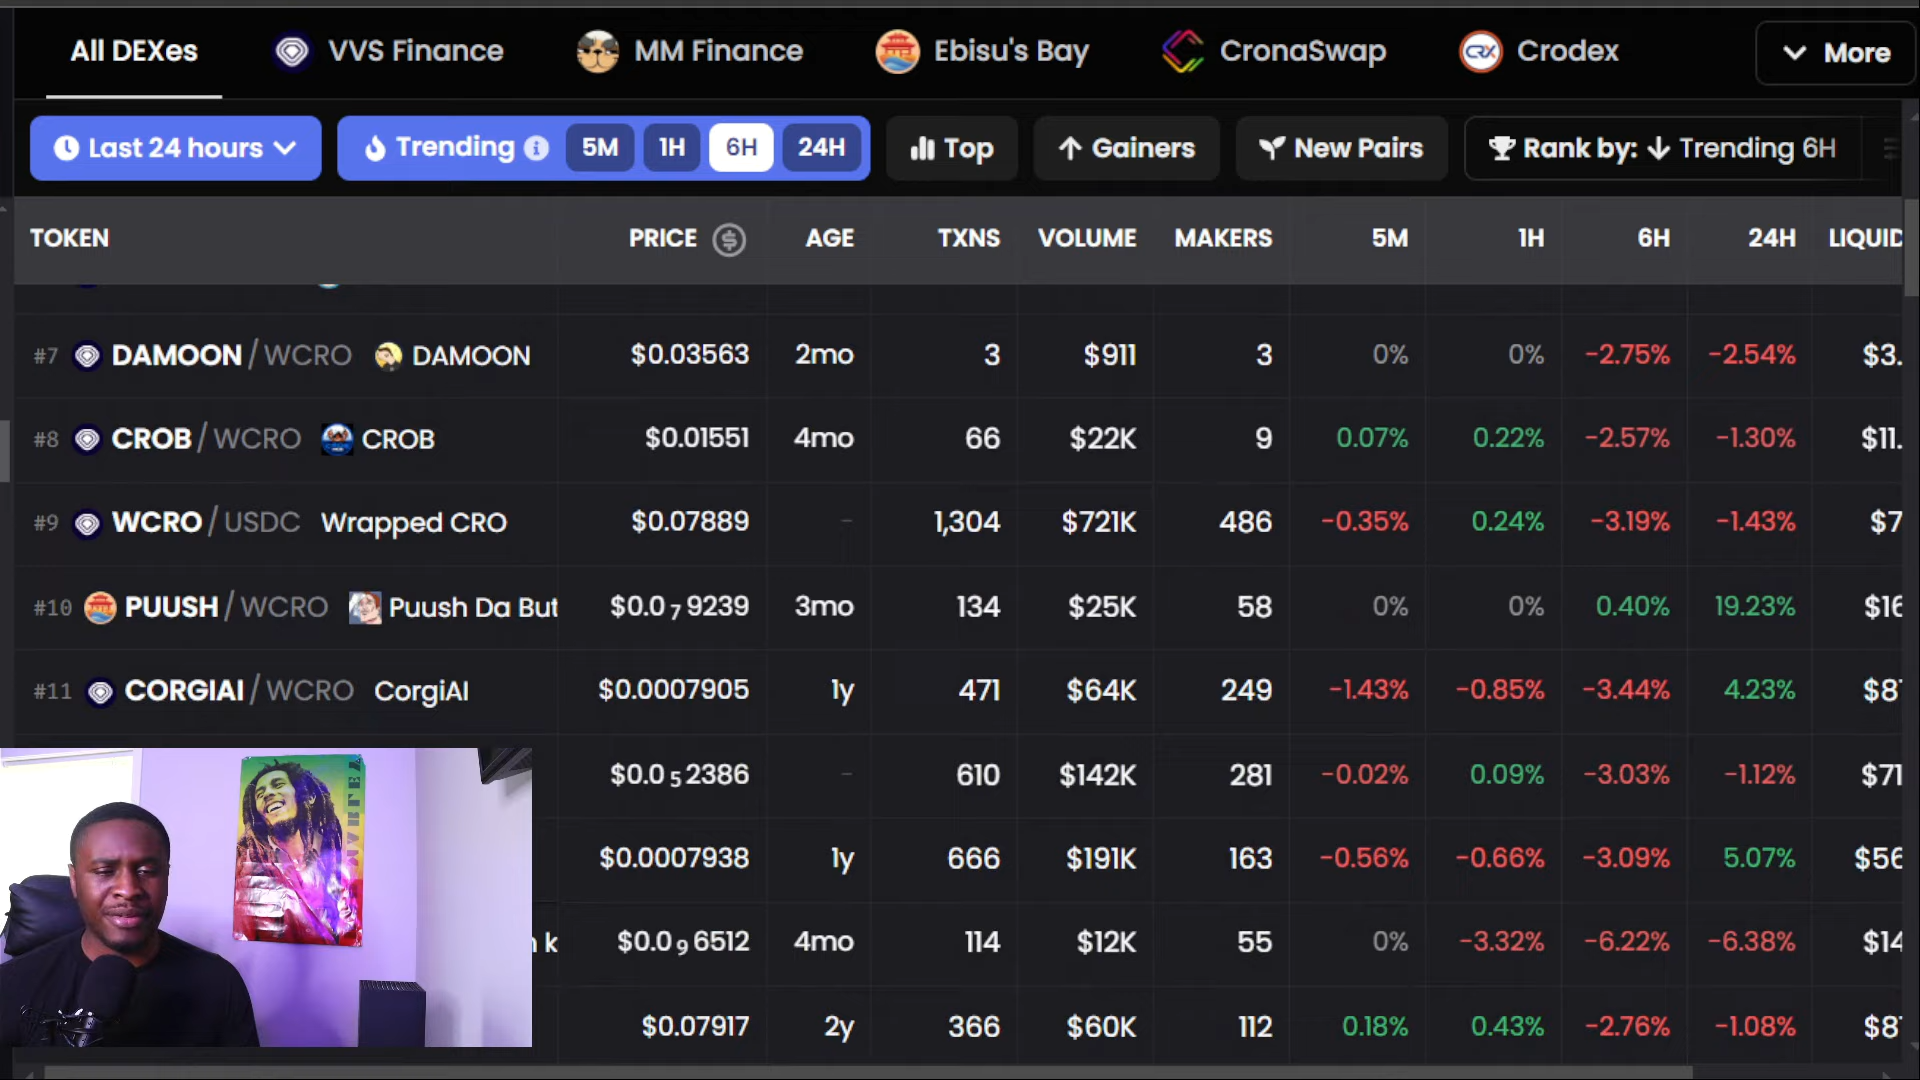 All DEXes VVS Finance MM Finance Ebisu's Bay CronaSwap CRX Crodex More
Last 24 hours Trending 5M 1H 6H 24H Top Gainers New Pairs Rank by: Trending 6H
TOKEN PRICE AGE TXNS VOLUME MAKERS 5M 1H 6H 24H LIQUID
#7 DAMOON/WCRO DAMOON $0.03563 2mo 3 $911 3 0% 0% -2.75% -2.54% $3.
#8 CROB/WCRO CROB $0.01551 4mo 66 $22K 9 0.07% 0.22% -2.57% -1.30% $11.
#9 WCRO/USDC Wrapped CRO $0.07889 - 1,304 $721K 486 -0.35% 0.24% -3.19% -1.43% $7
#10 PUUSH/WCRO Puush Da But $0.0₇9239 3mo 134 $25K 58 0% 0% 0.40% 19.23% $16
#11 CORGIAI/WCRO CorgiAI $0.0007905 1y 471 $64K 249 -1.43% -0.85% -3.44% 4.23% $8
$0.0₅2386 - 610 $142K 281 -0.02% 0.09% -3.03% -1.12% $71
$0.0007938 1y 666 $191K 163 -0.56% -0.66% -3.09% 5.07% $56
k $0.0₉6512 4mo 114 $12K 55 0% -3.32% -6.22% -6.38% $14
$0.07917 2y 366 $60K 112 0.18% 0.43% -2.76% -1.08% $8